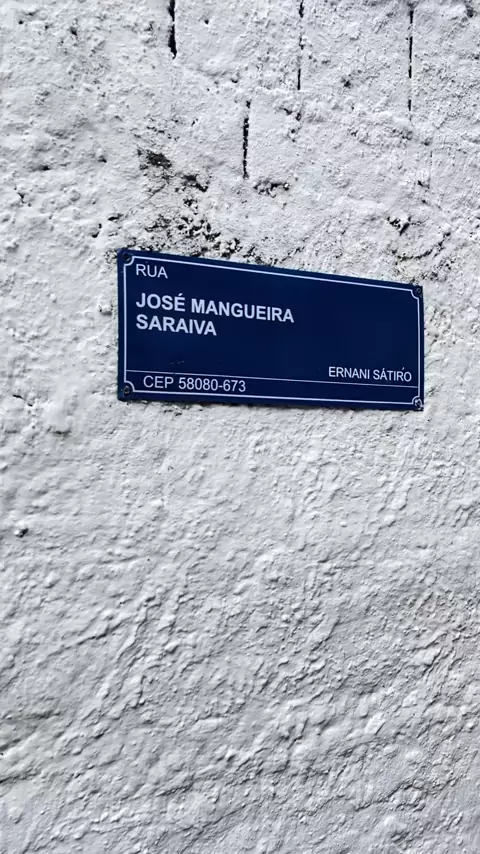 RUA
JOSÉ MANGUEIRA
SARAIVA
ERNANI SÁTIRO
CEP 58080-673